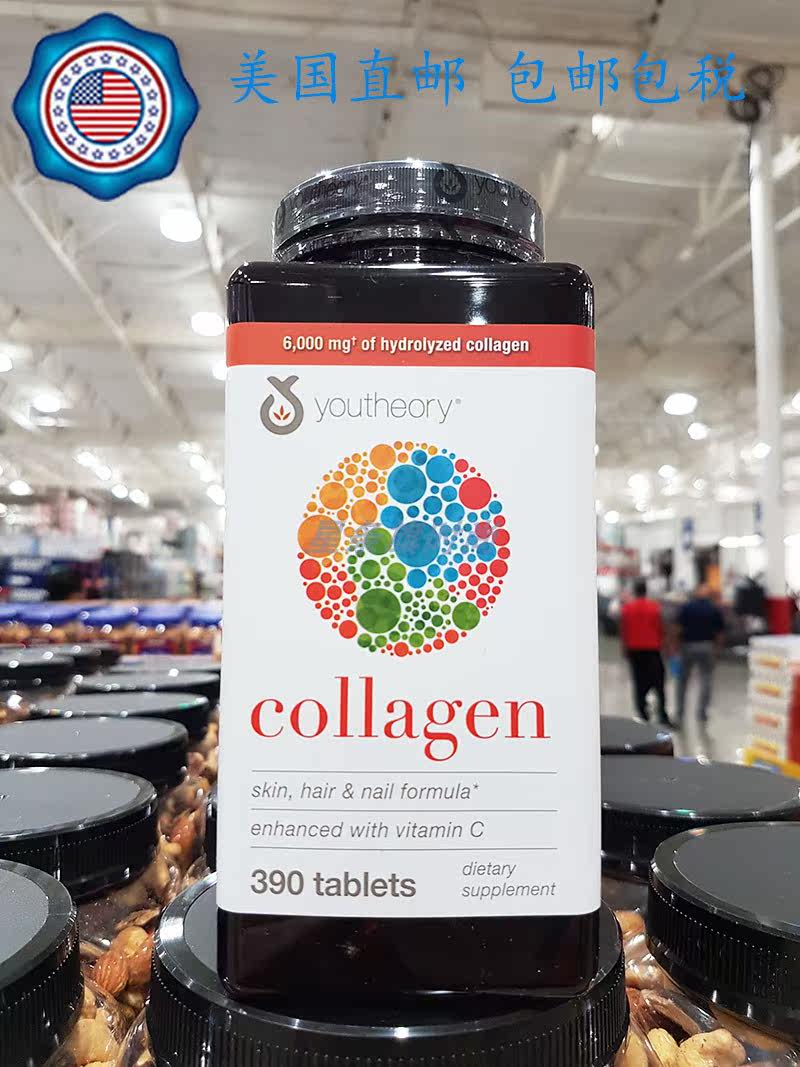 美国直邮 包邮包税
youtheory
6,000 mg† of hydrolyzed collagen
youtheory®
collagen
skin, hair & nail formula*
enhanced with vitamin C
390 tablets
dietary
supplement